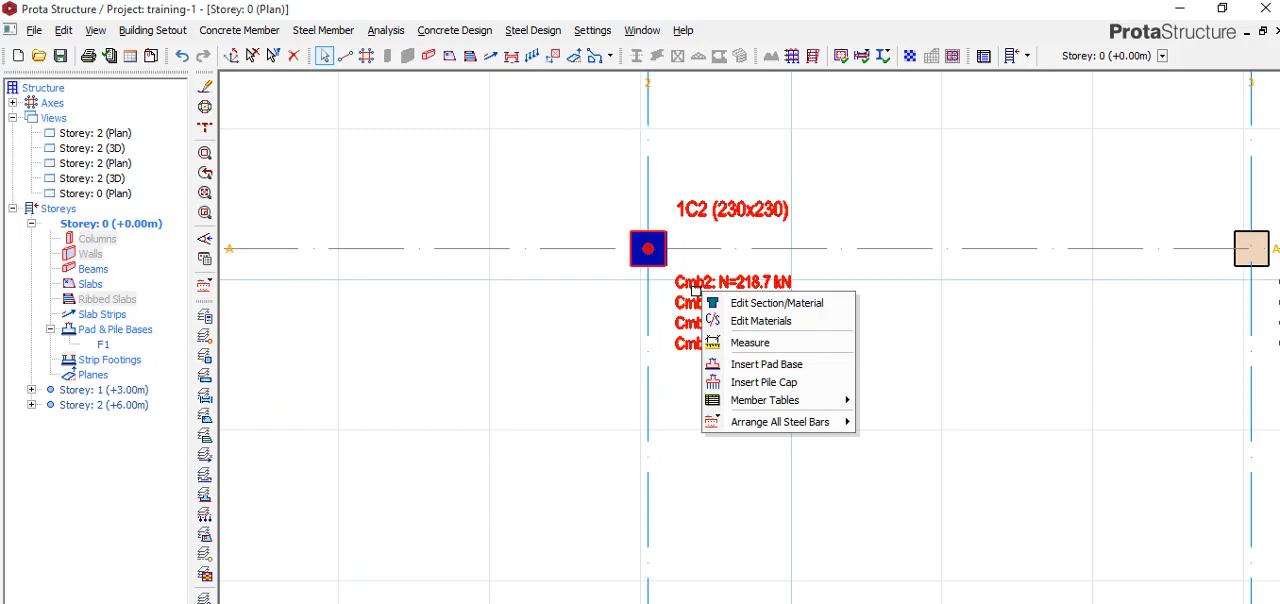 Prota Structure / Project: training-1 - [Storey: 0 (Plan)]
File Edit View Building Setout Concrete Member Steel Member Analysis Concrete Design Steel Design Settings Window Help
ProtaStructure
Storey: 0 (+0.00m)
Structure
Axes
Views
Storey: 2 (Plan)
Storey: 2 (3D)
Storey: 2 (Plan)
Storey: 2 (3D)
Storey: 0 (Plan)
Storeys
Storey: 0 (+0.00m)
Columns
Walls
Beams
Slabs
Ribbed Slabs
Slab Strips
Pad & Pile Bases
F1
Strip Footings
Planes
Storey: 1 (+3.00m)
Storey: 2 (+6.00m)
2
3
1C2 (230x230)
A
A
Cmb2: N=218.7 kN
Cmb
Cmb
Cmb
Edit Section/Material
C/S Edit Materials
Measure
Insert Pad Base
Insert Pile Cap
Member Tables
Arrange All Steel Bars